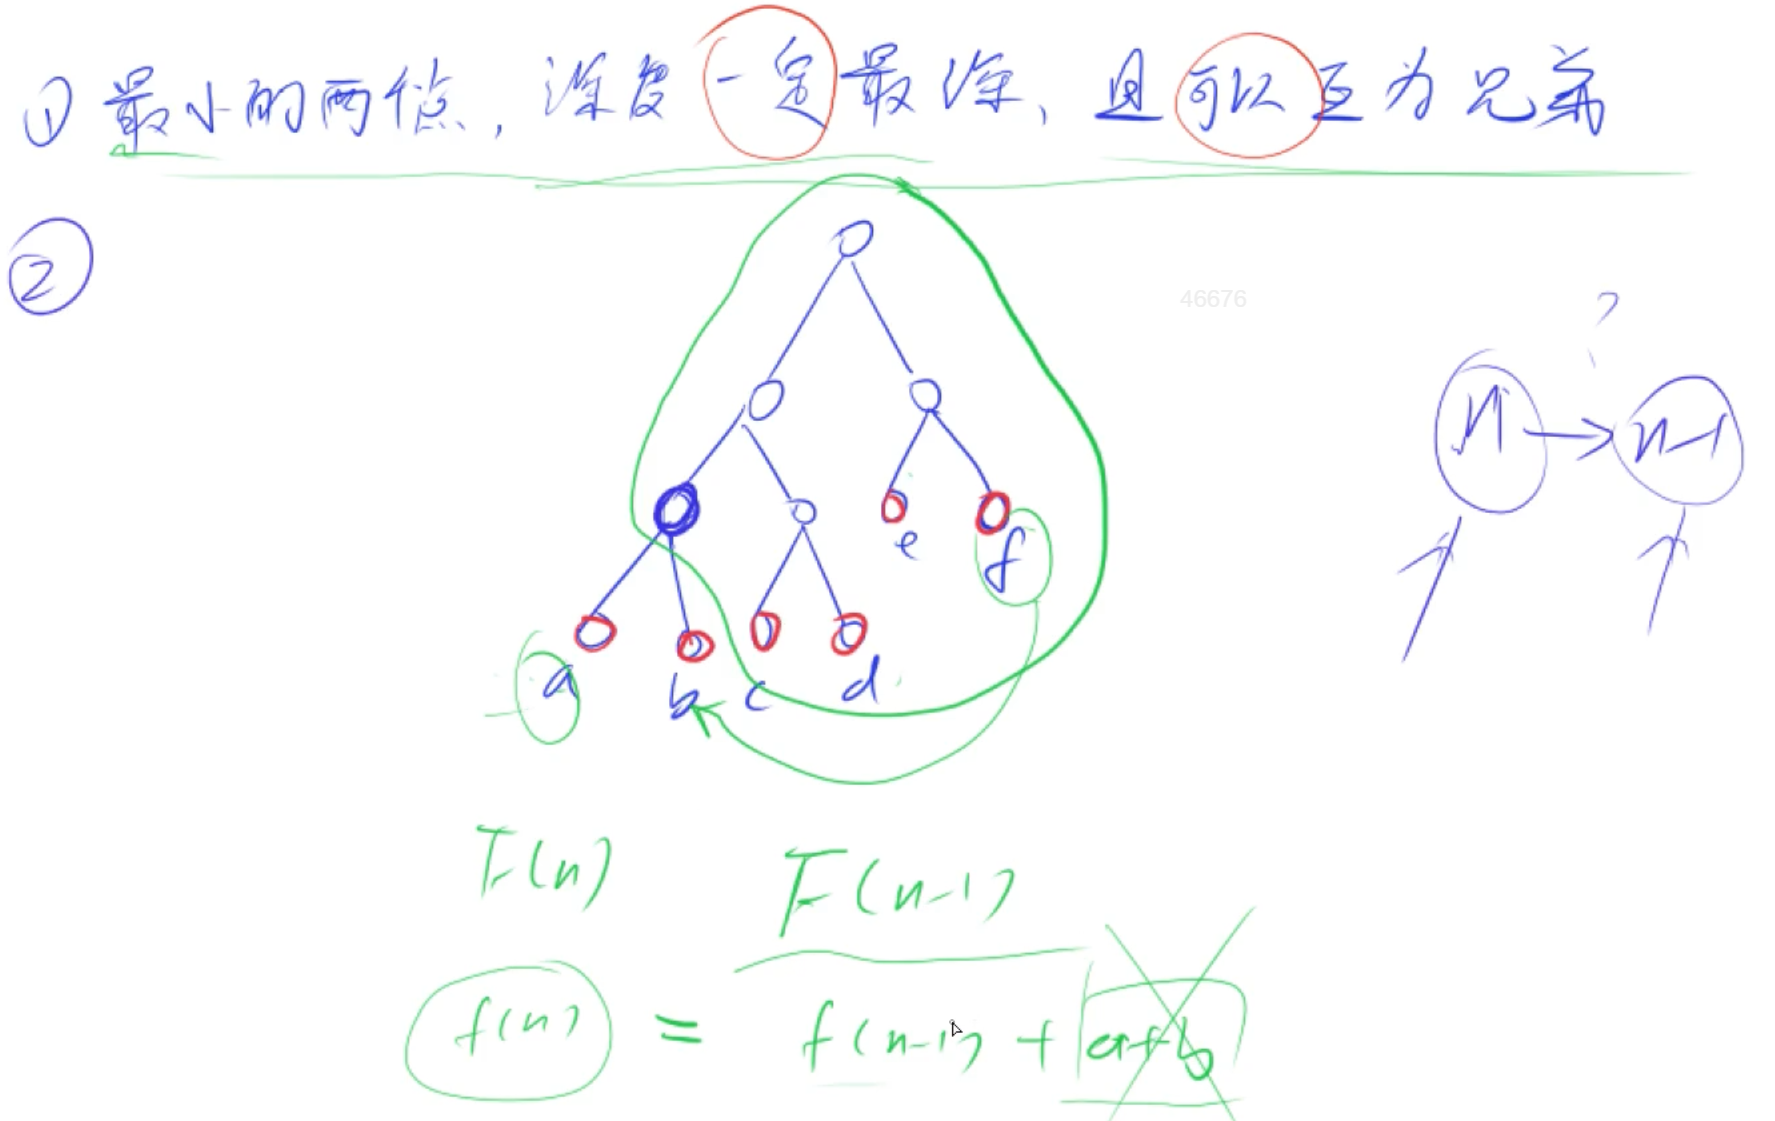 ① 最小的两值,深度一定最深、且可以互为兄弟
②
46676
?
n → n-1
e f
a b c d
F(n) F(n-1)
f(n) = f(n-1) + a+b